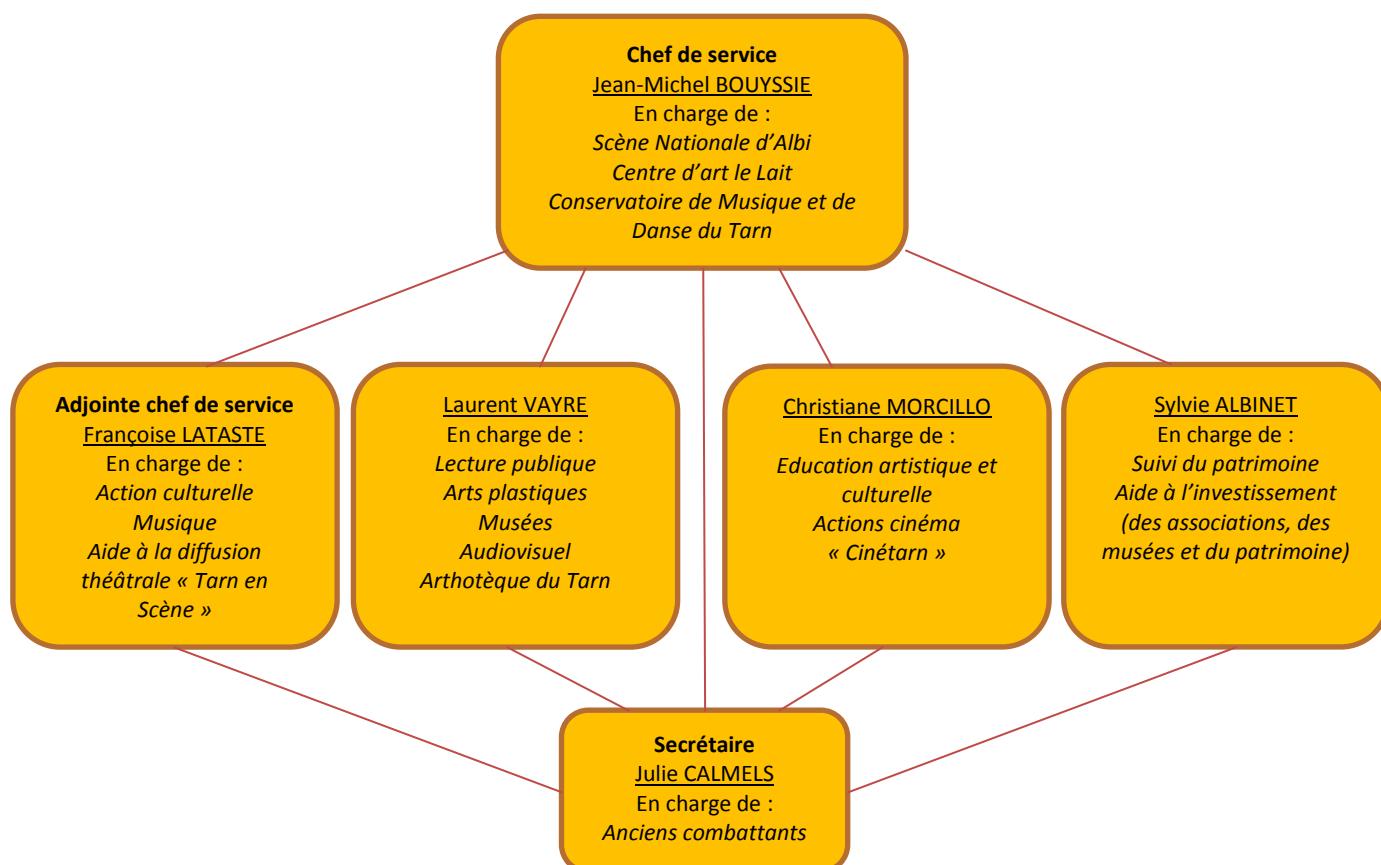 Chef de service
Jean-Michel BOUYSSIE
En charge de :
Scène Nationale d’Albi
Centre d’art le Lait
Conservatoire de Musique et de
Danse du Tarn
Adjointe chef de service
Françoise LATASTE
En charge de :
Action culturelle
Musique
Aide à la diffusion
théâtrale « Tarn en
Scène »
Laurent VAYRE
En charge de :
Lecture publique
Arts plastiques
Musées
Audiovisuel
Arthotèque du Tarn
Christiane MORCILLO
En charge de :
Education artistique et
culturelle
Actions cinéma
« Cinétarn »
Sylvie ALBINET
En charge de :
Suivi du patrimoine
Aide à l’investissement
(des associations, des
musées et du patrimoine)
Secrétaire
Julie CALMELS
En charge de :
Anciens combattants